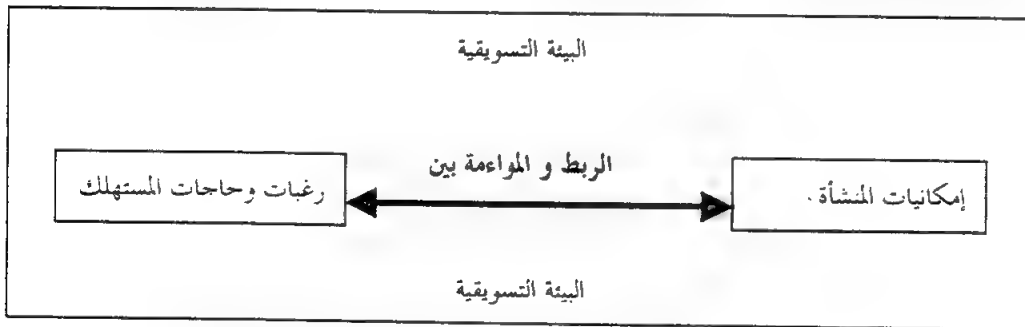 البيئة التسويقية
الربط و المواءمة بين
إمكانيات المنشأة .
رغبات وحاجات المستهلك
البيئة التسويقية